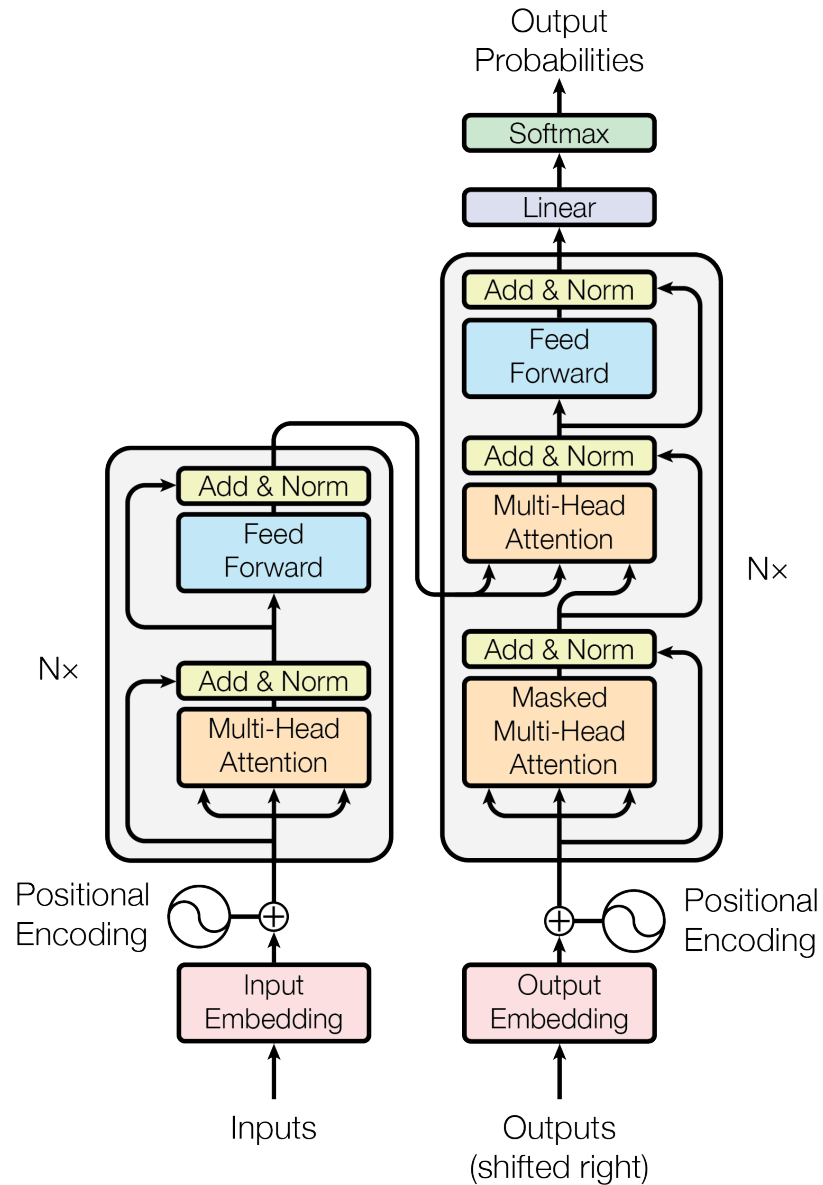 Output
Probabilities
Softmax
Linear
Add & Norm
Feed
Forward
Add & Norm
Multi-Head
Attention
Nx
Add & Norm
Masked
Multi-Head
Attention
Add & Norm
Feed
Forward
Nx
Add & Norm
Multi-Head
Attention
Positional
Encoding
Input
Embedding
Inputs
Positional
Encoding
Output
Embedding
Outputs
(shifted right)